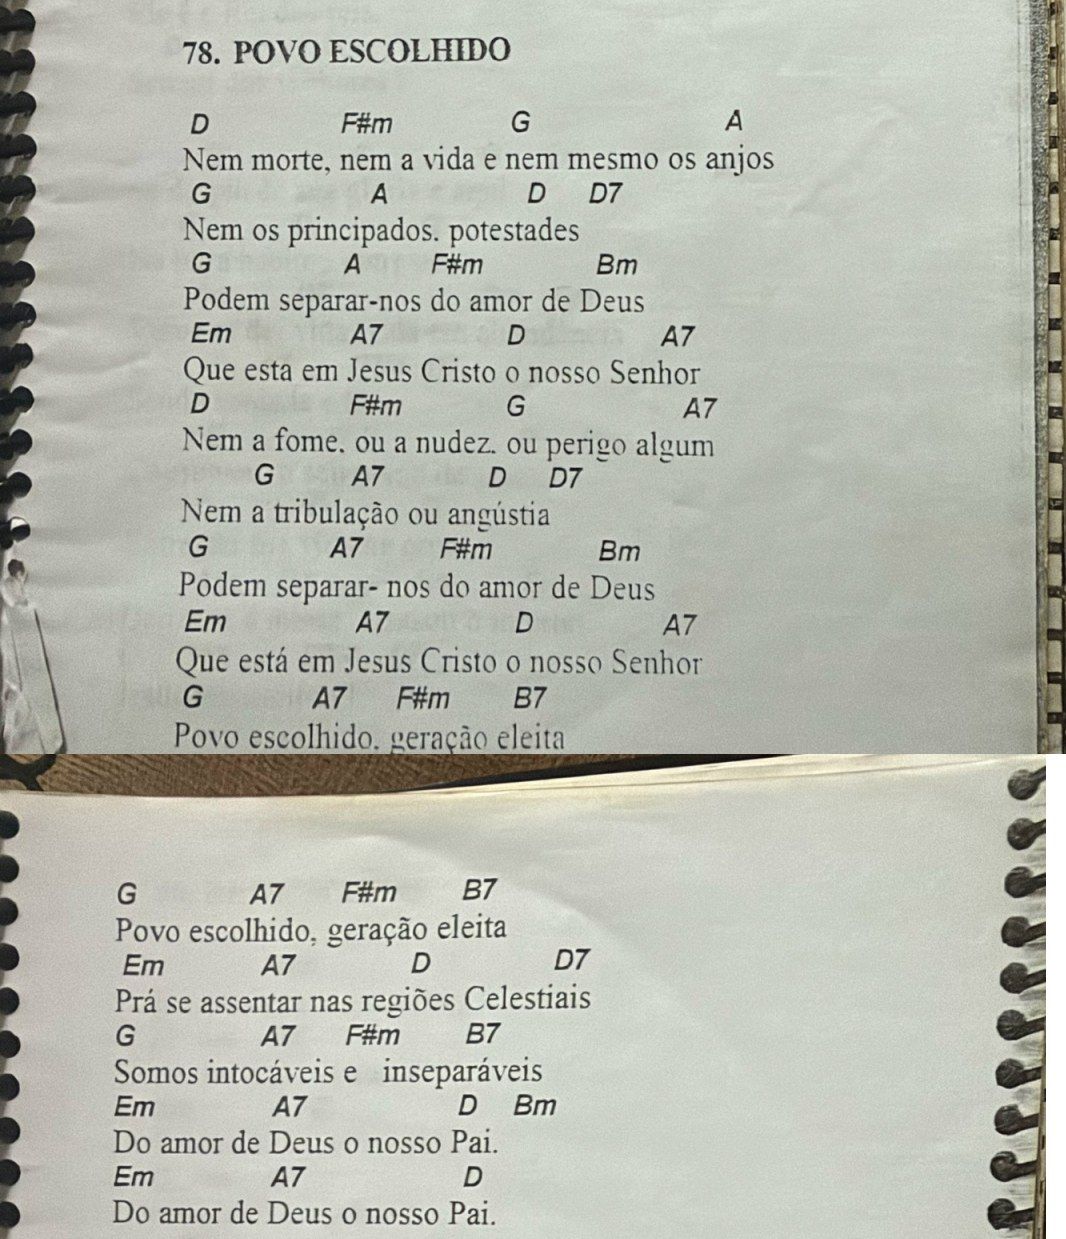 78. POVO ESCOLHIDO
D F#m G A
Nem morte, nem a vida e nem mesmo os anjos
G A D D7
Nem os principados. potestades
G A F#m Bm
Podem separar-nos do amor de Deus
Em A7 D A7
Que esta em Jesus Cristo o nosso Senhor
D F#m G A7
Nem a fome. ou a nudez. ou perigo algum
G A7 D D7
Nem a tribulação ou angústia
G A7 F#m Bm
Podem separar- nos do amor de Deus
Em A7 D A7
Que está em Jesus Cristo o nosso Senhor
G A7 F#m B7
Povo escolhido. geração eleita
G A7 F#m B7
Povo escolhido, geração eleita
Em A7 D D7
Prá se assentar nas regiões Celestiais
G A7 F#m B7
Somos intocáveis e inseparáveis
Em A7 D Bm
Do amor de Deus o nosso Pai.
Em A7 D
Do amor de Deus o nosso Pai.